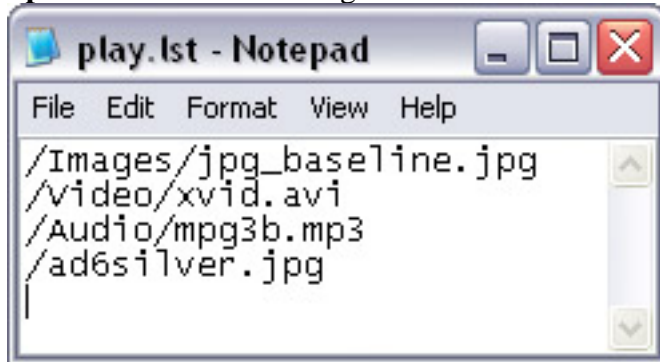 play.lst - Notepad
File Edit Format View Help
/Images/jpg_baseline.jpg
/Video/xvid.avi
/Audio/mpg3b.mp3
/ad6silver.jpg